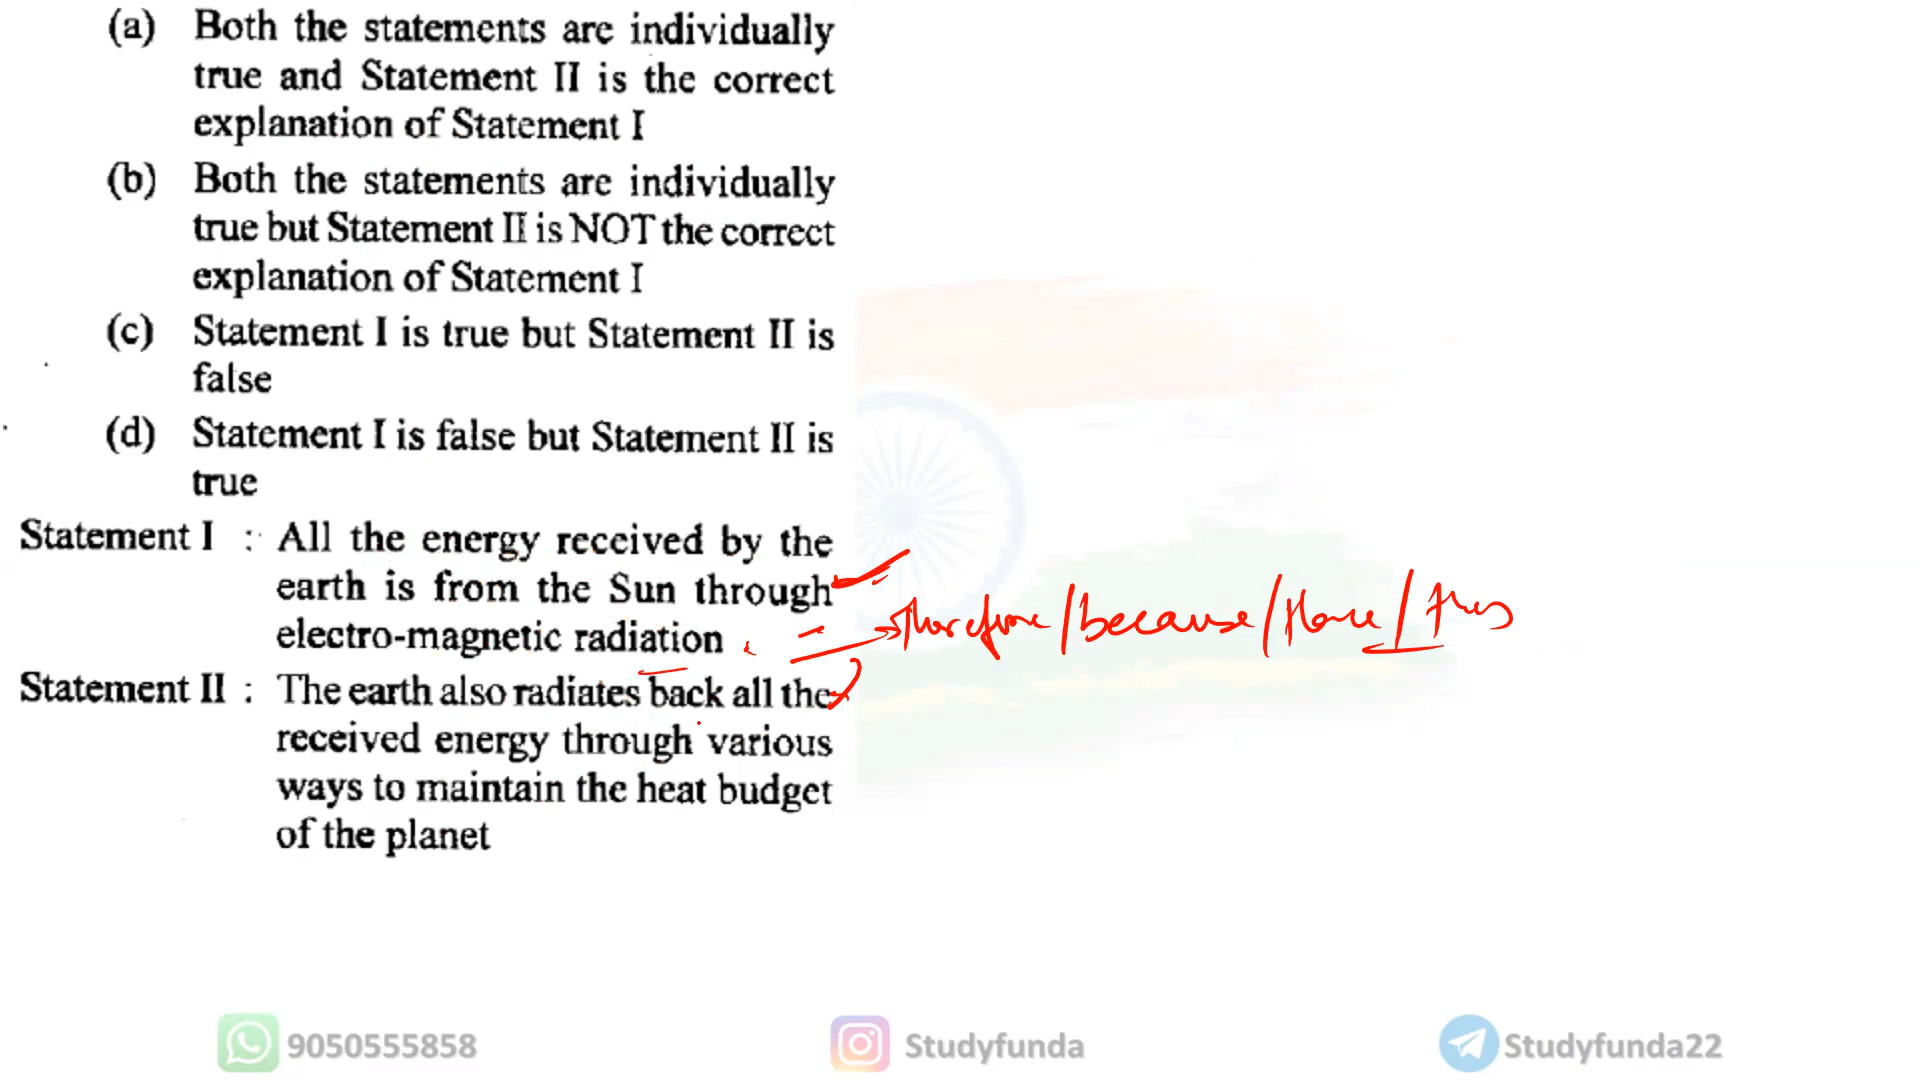 (a) Both the statements are individually
true and Statement II is the correct
explanation of Statement I
(b) Both the statements are individually
true but Statement II is NOT the correct
explanation of Statement I
(c) Statement I is true but Statement II is
false
(d) Statement I is false but Statement II is
true
Statement I : All the energy received by the
earth is from the Sun through
electro-magnetic radiation
therefore/because/
Statement II : The earth also radiates back all the
received energy through various
ways to maintain the heat budget
of the planet
9050555858 Studyfunda Studyfunda22